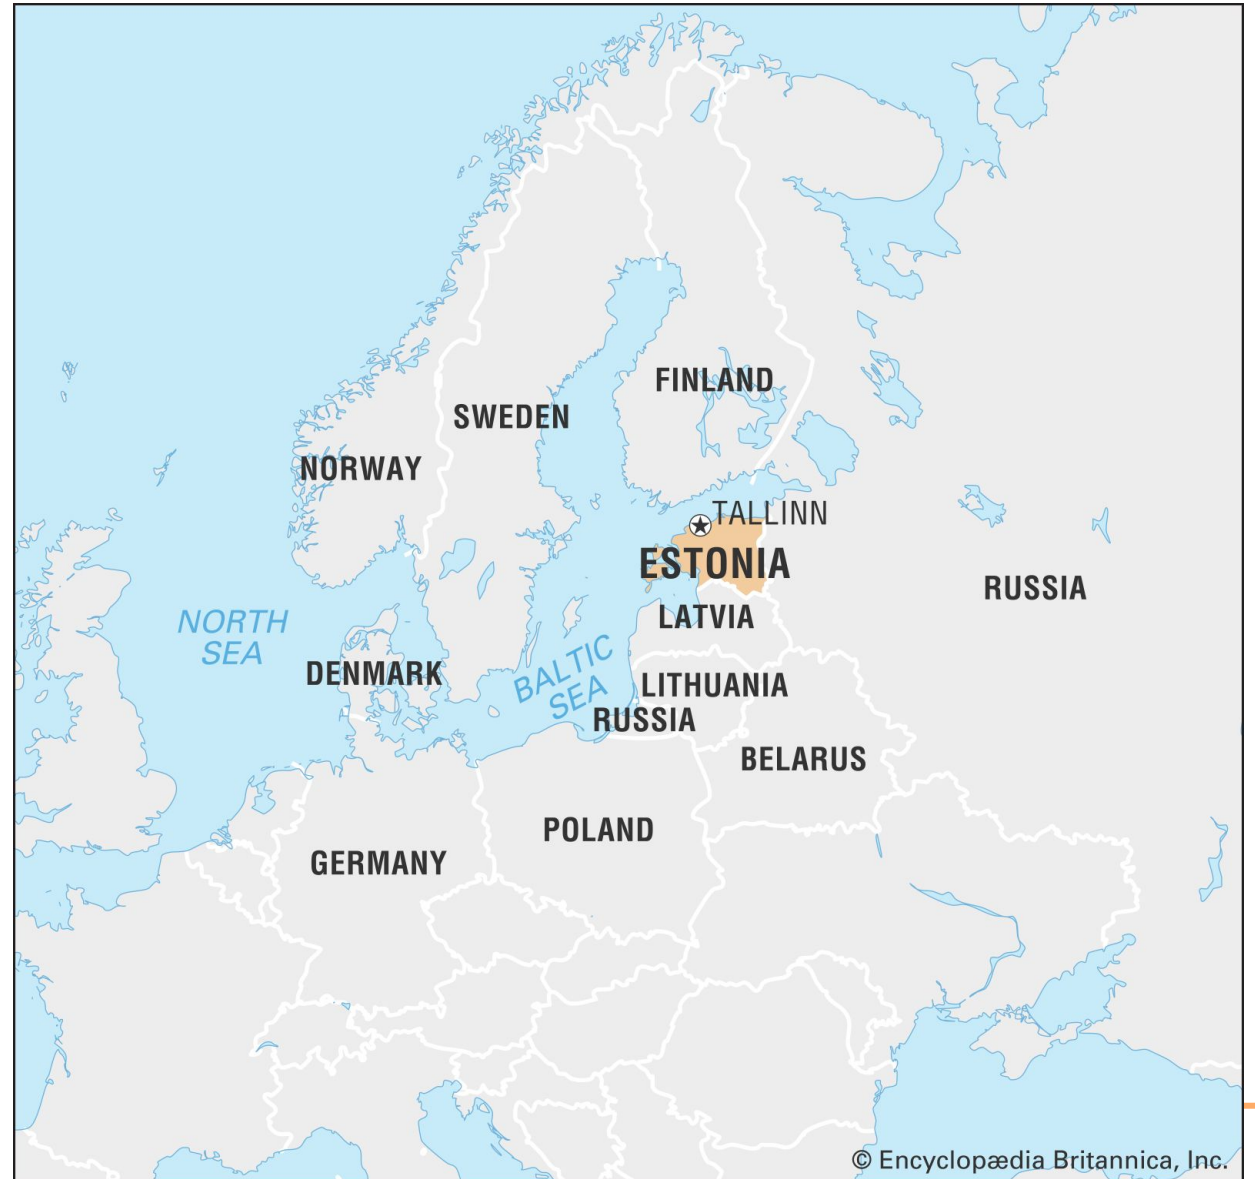 FINLAND
SWEDEN
NORWAY
TALLINN
ESTONIA
RUSSIA
LATVIA
NORTH
SEA
DENMARK
BALTIC
SEA
LITHUANIA
RUSSIA
BELARUS
POLAND
GERMANY
© Encyclopædia Britannica, Inc.